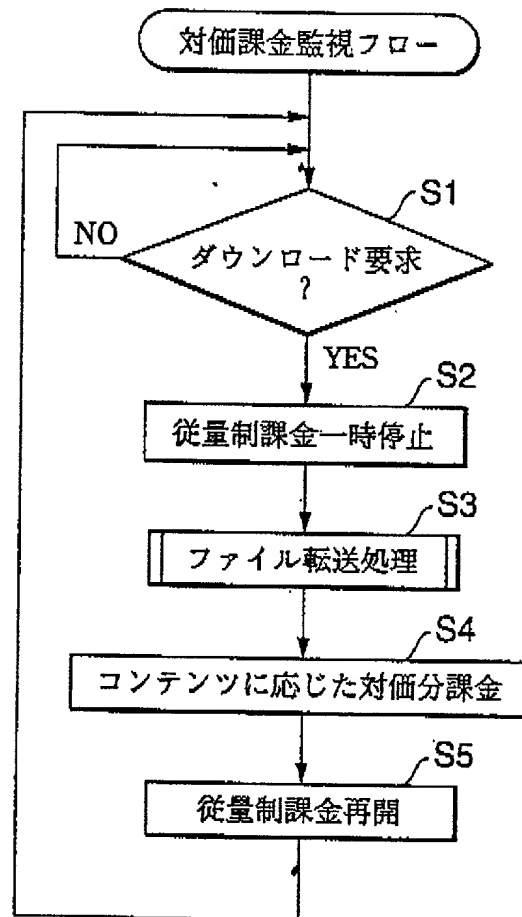 対価課金監視フロー
S1
NO
ダウンロード要求
?
YES
S2
従量制課金一時停止
S3
ファイル転送処理
S4
コンテンツに応じた対価分課金
S5
従量制課金再開